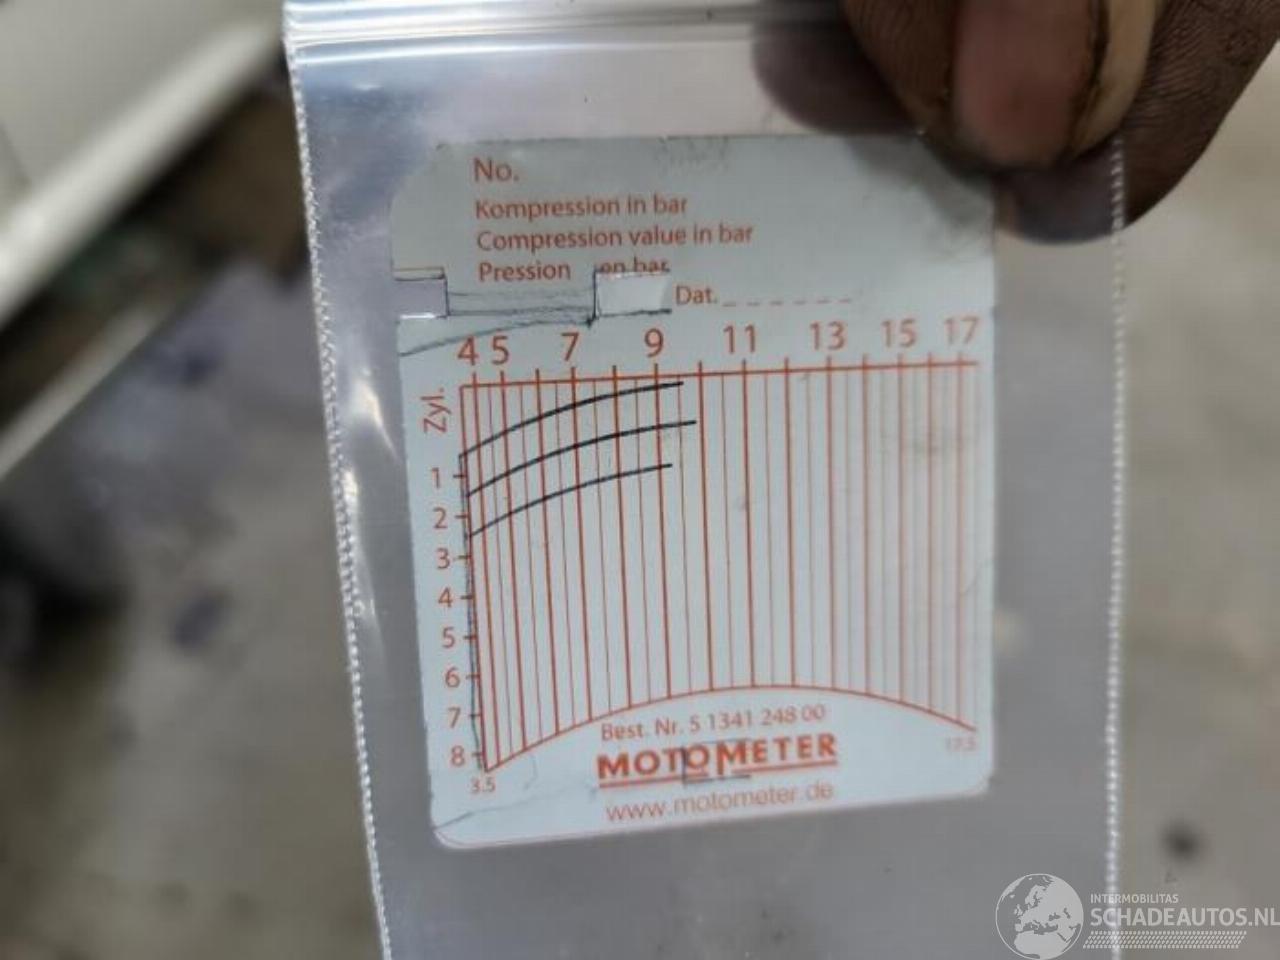 No.
Kompression in bar
Compression value in bar
Pression en bar
Dat. _ _ _ _ _ _
4 5 7 9 11 13 15 17
Zyl.
1
2
3
4
5
6
7
8
3.5
17.5
Best. Nr. 5 1341 248 00
MOTOMETER
www.motometer.de
INTERMOBILITAS
SCHADEAUTOS.NL